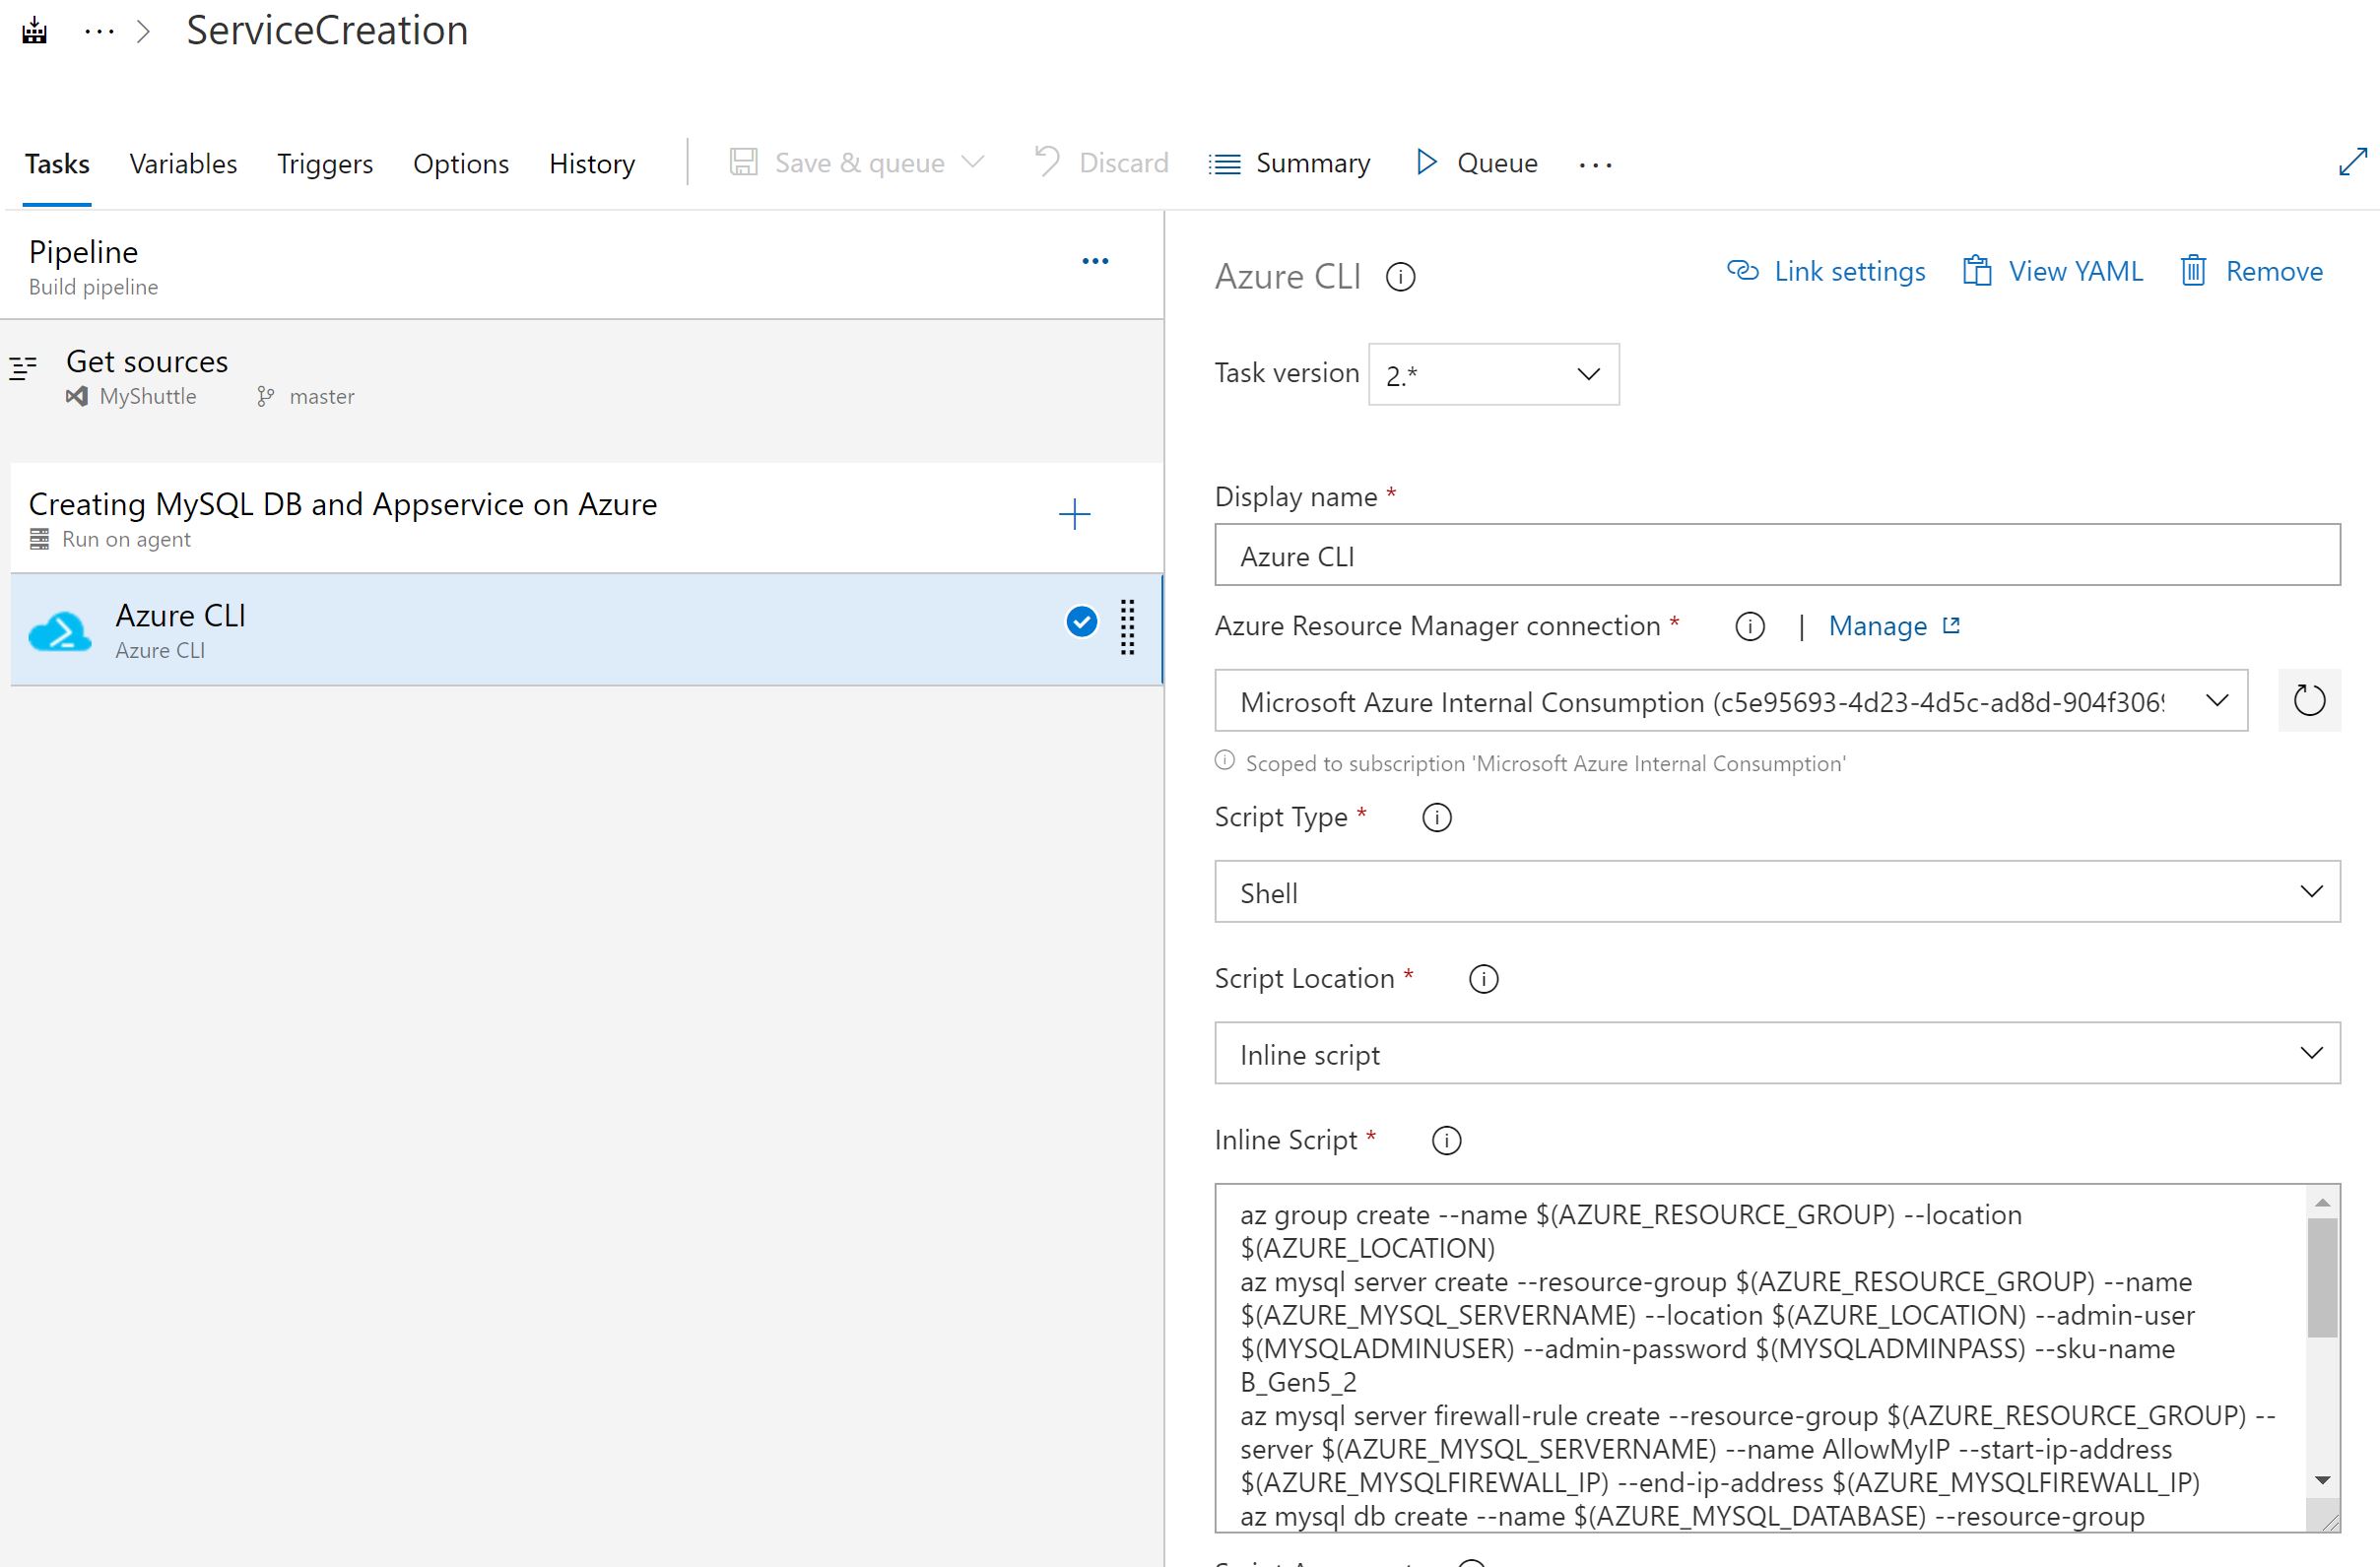 ServiceCreation
Tasks Variables Triggers Options History Save & queue Discard Summary Queue
Pipeline
Build pipeline
Get sources
MyShuttle master
Creating MySQL DB and Appservice on Azure
Run on agent
Azure CLI
Azure CLI
Azure CLI Link settings View YAML Remove
Task version 2.*
Display name *
Azure CLI
Azure Resource Manager connection * | Manage
Microsoft Azure Internal Consumption (c5e95693-4d23-4d5c-ad8d-904f306
Scoped to subscription 'Microsoft Azure Internal Consumption'
Script Type *
Shell
Script Location *
Inline script
Inline Script *
az group create --name $(AZURE_RESOURCE_GROUP) --location
$(AZURE_LOCATION)
az mysql server create --resource-group $(AZURE_RESOURCE_GROUP) --name
$(AZURE_MYSQL_SERVERNAME) --location $(AZURE_LOCATION) --admin-user
$(MYSQLADMINUSER) --admin-password $(MYSQLADMINPASS) --sku-name
B_Gen5_2
az mysql server firewall-rule create --resource-group $(AZURE_RESOURCE_GROUP) --
server $(AZURE_MYSQL_SERVERNAME) --name AllowMyIP --start-ip-address
$(AZURE_MYSQLFIREWALL_IP) --end-ip-address $(AZURE_MYSQLFIREWALL_IP)
az mysql db create --name $(AZURE_MYSQL_DATABASE) --resource-group